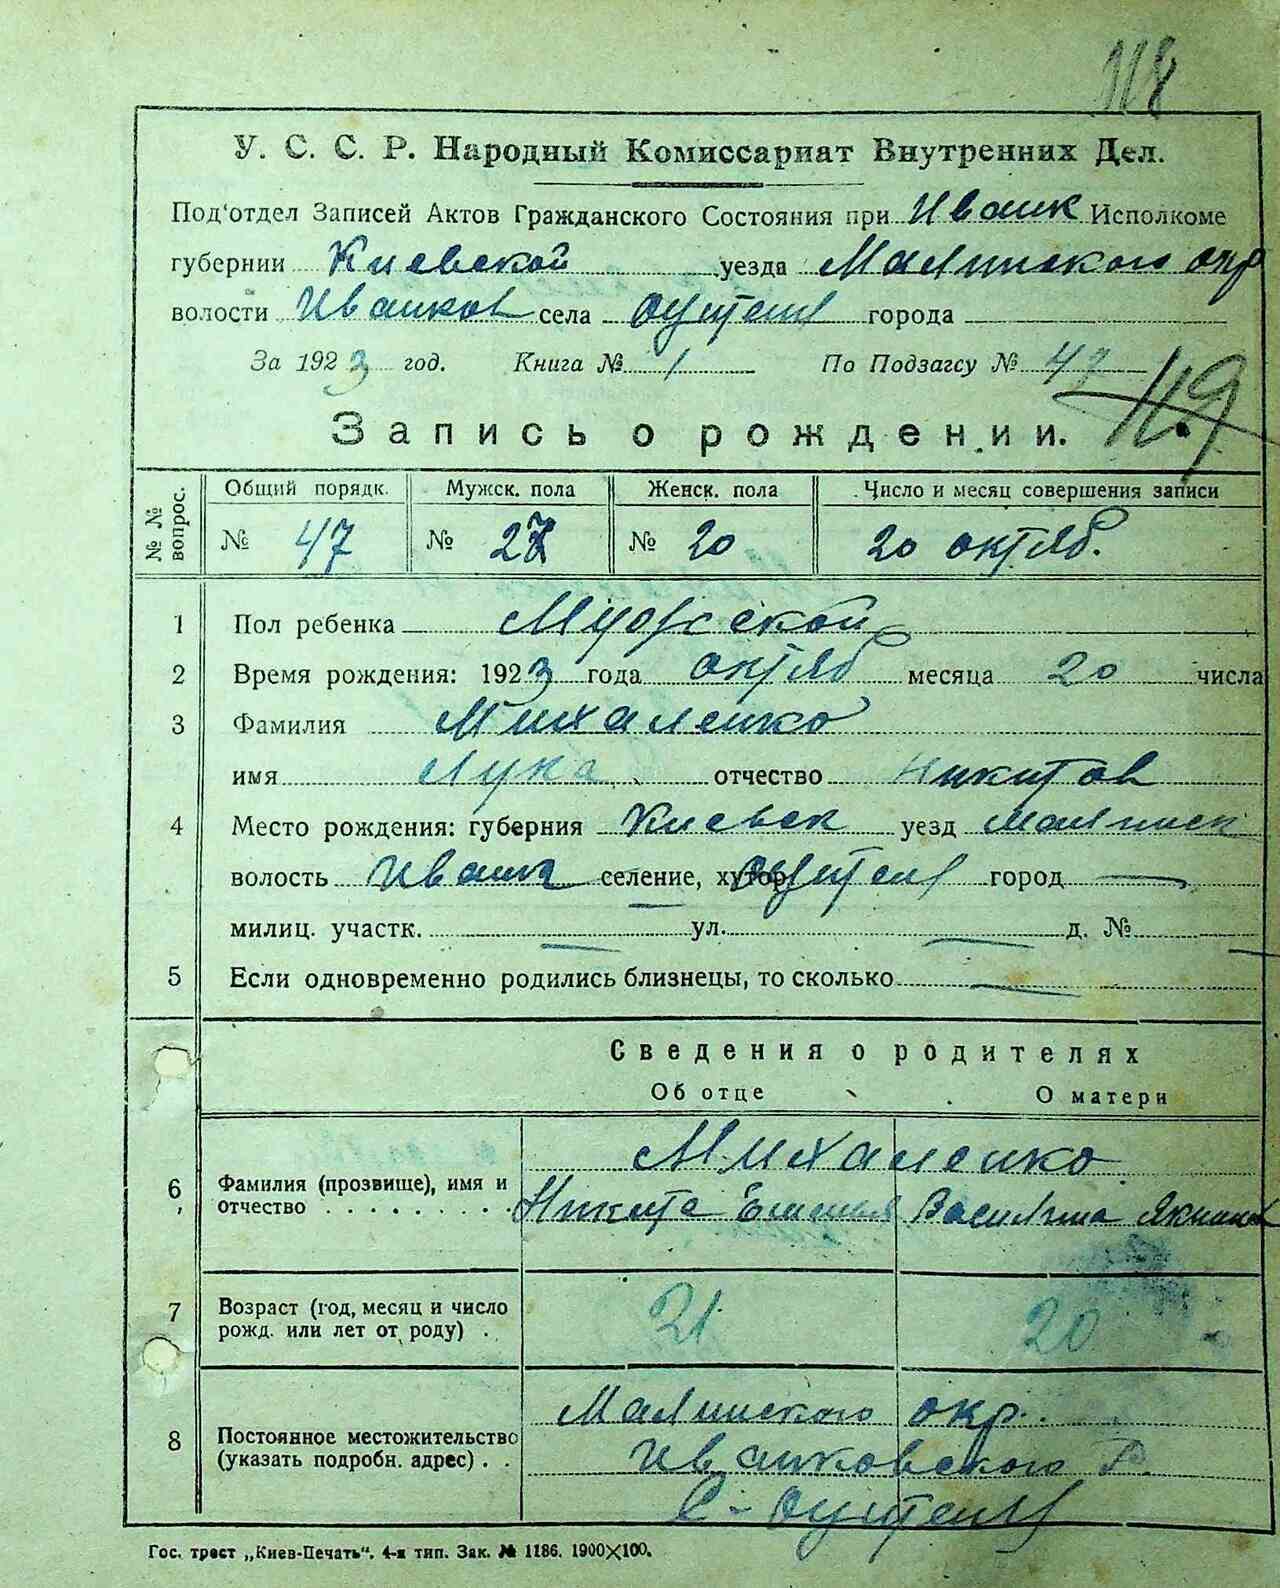 118
У. С. С. Р. Народный Комиссариат Внутренних Дел.
Под'отдел Записей Актов Гражданского Состояния при Иванк Исполкоме
губернии Киевской уезда Малинского окр
волости Иванков села города
За 1923 год. Книга № 1 По Подзагсу № 47
119
Запись о рождении.
№ № вопрос.
Общий порядк. Мужск. пола Женск. пола Число и месяц совершения записи
№ 47 № 27 № 20 20 октяб.
1 Пол ребенка Мужской
2 Время рождения: 1923 года октяб месяца 20 числа
3 Фамилия Михаленко
имя Лука отчество Никитов
4 Место рождения: губерния Киевск уезд Малинск
волость Иванк селение, хутор город —
милиц. участк. — ул. — д. № —
5 Если одновременно родились близнецы, то сколько —
Сведения о родителях
Об отце О матери
Михаленко
6 Фамилия (прозвище), имя и
отчество . . . . . . . . . Никита Василина
7 Возраст (год, месяц и число
рожд. или лет от роду) . 21 20
Малинского окр.
8 Постоянное местожительство
(указать подробн. адрес) . . Иванковского Р.
С-
Гос. трест „Киев-Печать“. 4-я тип. Зак. № 1186. 1900×100.